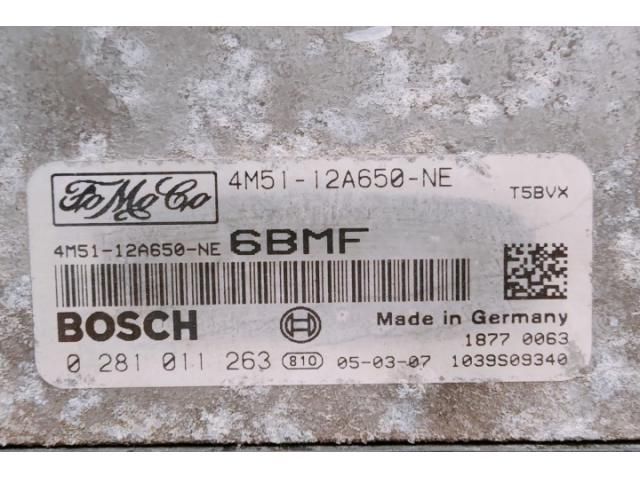 FoMoCo 4M51-12A650-NE T5BVX
4M51-12A650-NE 6BMF
BOSCH Made in Germany
1877 0063
0 281 011 263 810 05-03-07 1039S09340